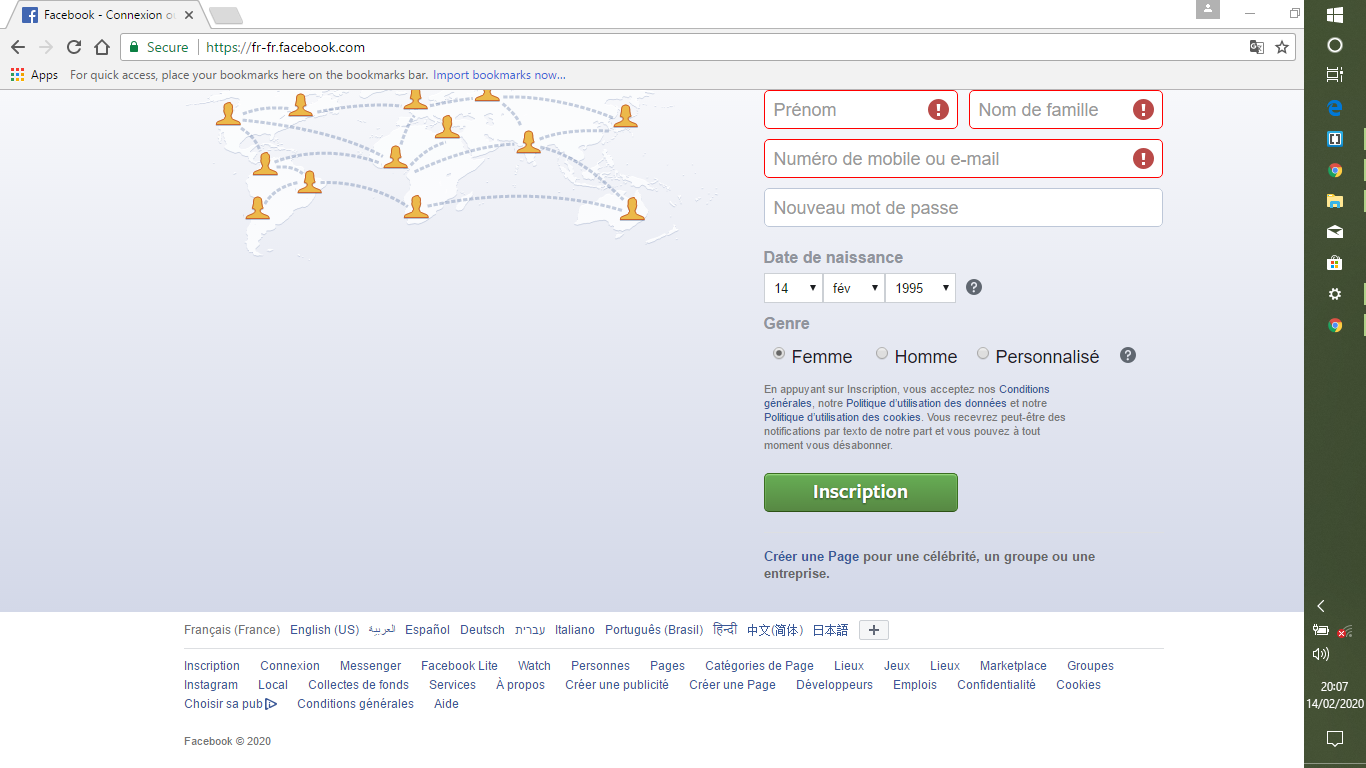 Facebook - Connexion ou
Secure
https://fr-fr.facebook.com
Apps For quick access, place your bookmarks here on the bookmarks bar. Import bookmarks now...
Prénom
Nom de famille
Numéro de mobile ou e-mail
Nouveau mot de passe
Date de naissance
14 fév 1995
Genre
Femme Homme Personnalisé
En appuyant sur Inscription, vous acceptez nos Conditions
générales, notre Politique d'utilisation des données et notre
Politique d'utilisation des cookies. Vous recevrez peut-être des
notifications par texto de notre part et vous pouvez à tout
moment vous désabonner.
Inscription
Créer une Page pour une célébrité, un groupe ou une
entreprise.
Français (France) English (US) العربية Español Deutsch עברית Italiano Português (Brasil) हिन्दी 中文(简体) 日本語
Inscription Connexion Messenger Facebook Lite Watch Personnes Pages Catégories de Page Lieux Jeux Lieux Marketplace Groupes
Instagram Local Collectes de fonds Services À propos Créer une publicité Créer une Page Développeurs Emplois Confidentialité Cookies
Choisir sa pub Conditions générales Aide
Facebook © 2020
20:07
14/02/2020